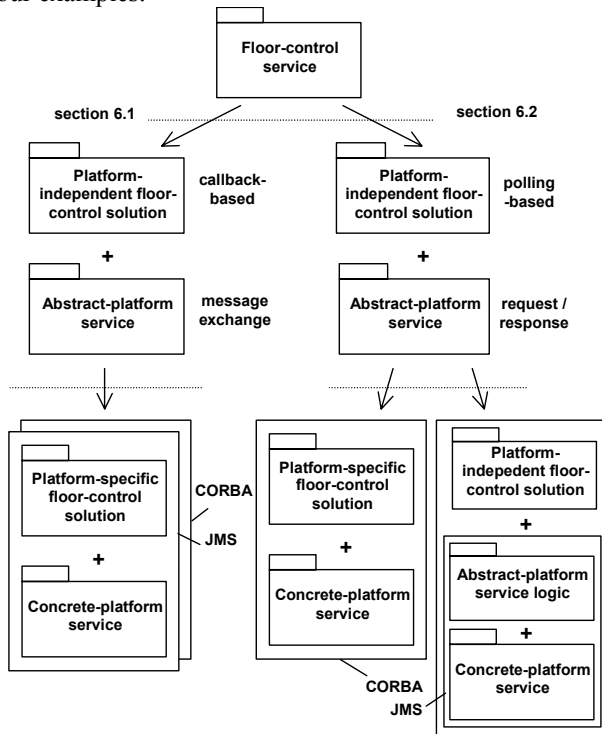 our examples.
Floor-control
service
section 6.1
section 6.2
Platform-
independent floor-
control solution
callback-
based
Platform-
independent floor-
control solution
polling
-based
+
+
Abstract-platform
service
message
exchange
Abstract-platform
service
request /
response
Platform-specific
floor-control
solution
+
Concrete-platform
service
CORBA
JMS
Platform-specific
floor-control
solution
+
Concrete-platform
service
Platform-
indepedent floor-
control solution
+
Abstract-platform
service logic
+
Concrete-platform
service
CORBA
JMS